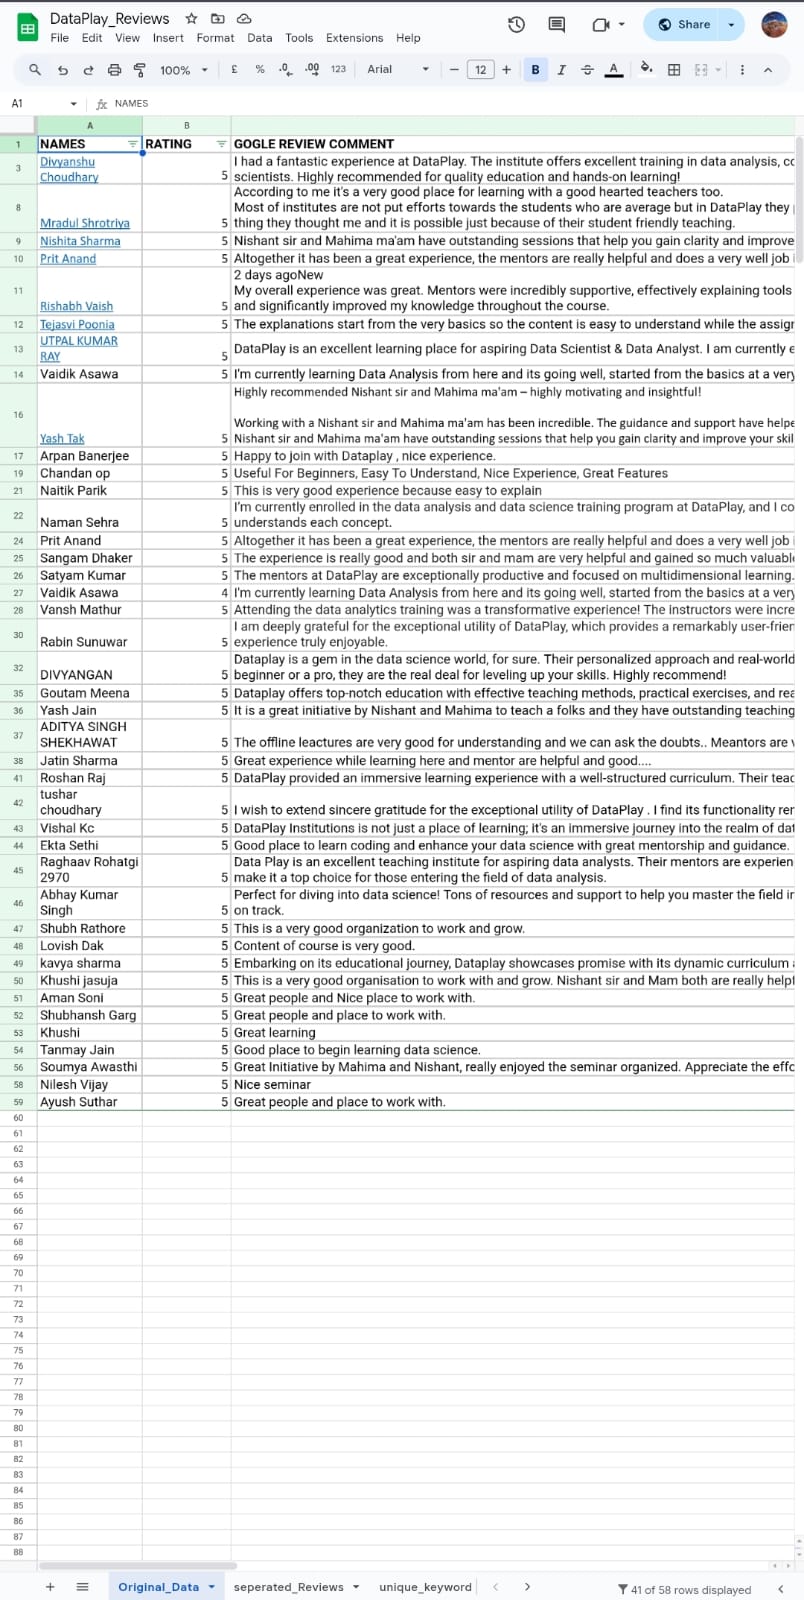 DataPlay_Reviews
File Edit View Insert Format Data Tools Extensions Help
Share
100% £ % .0 .00 123 Arial − 12 + B I S A
A1 fx NAMES
A B
1 NAMES RATING GOGLE REVIEW COMMENT
3 Divyanshu Choudhary 5 I had a fantastic experience at DataPlay. The institute offers excellent training in data analysis, cc
scientists. Highly recommended for quality education and hands-on learning!
8 Mradul Shrotriya 5 According to me it's a very good place for learning with a good hearted teachers too.
Most of institutes are not put efforts towards the students who are average but in DataPlay they
thing they thought me and it is possible just because of their student friendly teaching.
9 Nishita Sharma 5 Nishant sir and Mahima ma'am have outstanding sessions that help you gain clarity and improve
10 Prit Anand 5 Altogether it has been a great experience, the mentors are really helpful and does a very well job
11 Rishabh Vaish 5 2 days agoNew
My overall experience was great. Mentors were incredibly supportive, effectively explaining tools
and significantly improved my knowledge throughout the course.
12 Tejasvi Poonia 5 The explanations start from the very basics so the content is easy to understand while the assigr
13 UTPAL KUMAR RAY 5 DataPlay is an excellent learning place for aspiring Data Scientist & Data Analyst. I am currently e
14 Vaidik Asawa 5 I'm currently learning Data Analysis from here and its going well, started from the basics at a very
16 Yash Tak 5 Highly recommended Nishant sir and Mahima ma'am – highly motivating and insightful!
Working with a Nishant sir and Mahima ma'am has been incredible. The guidance and support have helpe
Nishant sir and Mahima ma'am have outstanding sessions that help you gain clarity and improve your skil
17 Arpan Banerjee 5 Happy to join with Dataplay , nice experience.
19 Chandan op 5 Useful For Beginners, Easy To Understand, Nice Experience, Great Features
21 Naitik Parik 5 This is very good experience because easy to explain
22 Naman Sehra 5 I'm currently enrolled in the data analysis and data science training program at DataPlay, and I co
understands each concept.
24 Prit Anand 5 Altogether it has been a great experience, the mentors are really helpful and does a very well job
25 Sangam Dhaker 5 The experience is really good and both sir and mam are very helpful and gained so much valuabl
26 Satyam Kumar 5 The mentors at DataPlay are exceptionally productive and focused on multidimensional learning.
27 Vaidik Asawa 4 I'm currently learning Data Analysis from here and its going well, started from the basics at a very
28 Vansh Mathur 5 Attending the data analytics training was a transformative experience! The instructors were incre
30 Rabin Sunuwar 5 I am deeply grateful for the exceptional utility of DataPlay, which provides a remarkably user-frien
experience truly enjoyable.
32 DIVYANGAN 5 Dataplay is a gem in the data science world, for sure. Their personalized approach and real-world
beginner or a pro, they are the real deal for leveling up your skills. Highly recommend!
35 Goutam Meena 5 Dataplay offers top-notch education with effective teaching methods, practical exercises, and rea
36 Yash Jain 5 It is a great initiative by Nishant and Mahima to teach a folks and they have outstanding teaching
37 ADITYA SINGH SHEKHAWAT 5 The offline leactures are very good for understanding and we can ask the doubts.. Meantors are v
38 Jatin Sharma 5 Great experience while learning here and mentor are helpful and good....
41 Roshan Raj 5 DataPlay provided an immersive learning experience with a well-structured curriculum. Their teac
42 tushar choudhary 5 I wish to extend sincere gratitude for the exceptional utility of DataPlay . I find its functionality rer
43 Vishal Kc 5 DataPlay Institutions is not just a place of learning; it's an immersive journey into the realm of dat
44 Ekta Sethi 5 Good place to learn coding and enhance your data science with great mentorship and guidance.
45 Raghaav Rohatgi 2970 5 Data Play is an excellent teaching institute for aspiring data analysts. Their mentors are experien
make it a top choice for those entering the field of data analysis.
46 Abhay Kumar Singh 5 Perfect for diving into data science! Tons of resources and support to help you master the field ir
on track.
47 Shubh Rathore 5 This is a very good organization to work and grow.
48 Lovish Dak 5 Content of course is very good.
49 kavya sharma 5 Embarking on its educational journey, Dataplay showcases promise with its dynamic curriculum
50 Khushi jasuja 5 This is a very good organisation to work with and grow. Nishant sir and Mam both are really helpf
51 Aman Soni 5 Great people and Nice place to work with.
52 Shubhansh Garg 5 Great people and place to work with.
53 Khushi 5 Great learning
54 Tanmay Jain 5 Good place to begin learning data science.
56 Soumya Awasthi 5 Great Initiative by Mahima and Nishant, really enjoyed the seminar organized. Appreciate the effc
58 Nilesh Vijay 5 Nice seminar
59 Ayush Suthar 5 Great people and place to work with.
60
61
62
63
64
65
66
67
68
69
70
71
72
73
74
75
76
77
78
79
80
81
82
83
84
85
86
87
88
+ Original_Data seperated_Reviews unique_keyword 41 of 58 rows displayed